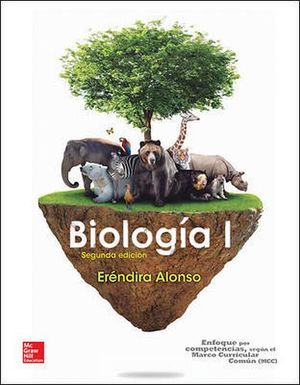 Biología I
Segunda edición
Eréndira Alonso
Enfoque por
competencias, según el
Marco Curricular
Común (MCC)
Mc
Graw
Hill
Education